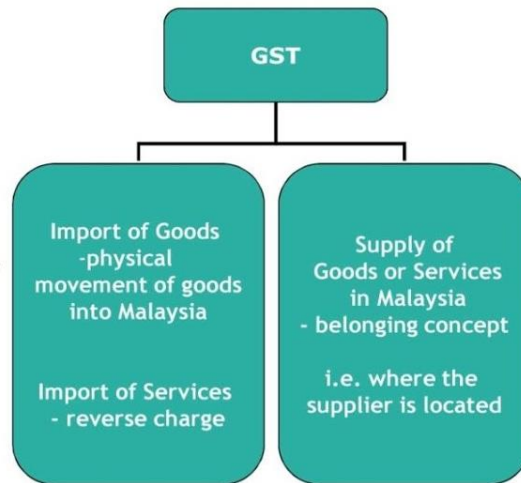 GST
Import of Goods
-physical
movement of goods
into Malaysia
Import of Services
- reverse charge
Supply of
Goods or Services
in Malaysia
- belonging concept
i.e. where the
supplier is located